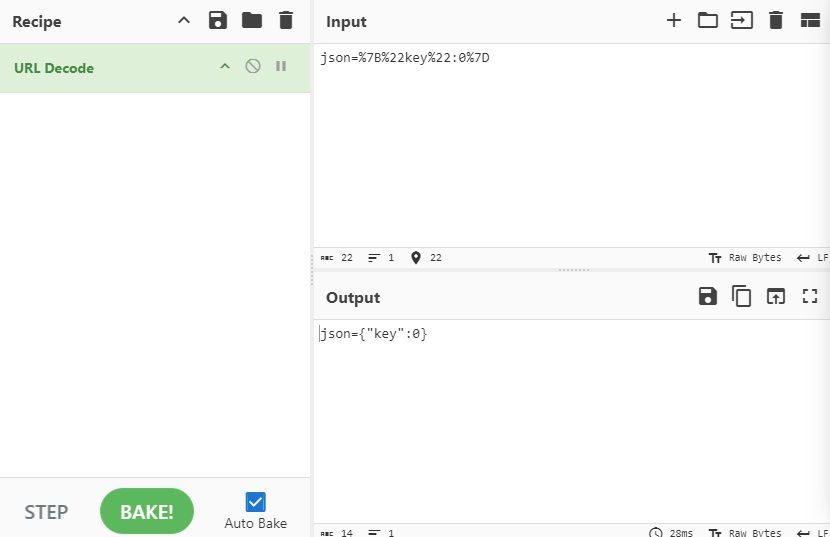 Recipe
URL Decode
STEP
BAKE!
Auto Bake
Input
json=%7B%22key%22:0%7D
ABC 22 1 22 Raw Bytes LF
Output
json={"key":0}
ABC 14 1 28ms Raw Bytes LF